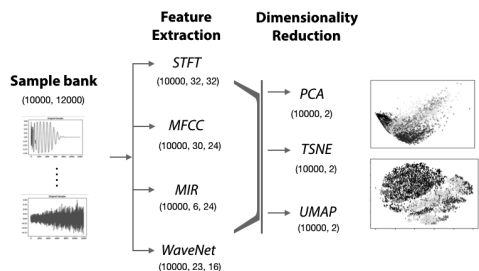 Feature
Extraction
Dimensionality
Reduction
Sample bank
(10000, 12000)
STFT
(10000, 32, 32)
MFCC
(10000, 30, 24)
MIR
(10000, 6, 24)
WaveNet
(10000, 23, 16)
PCA
(10000, 2)
TSNE
(10000, 2)
UMAP
(10000, 2)